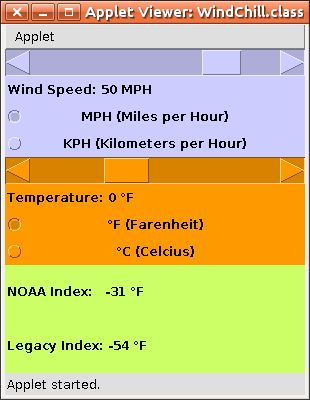 Applet Viewer: WindChill.class
Applet
Wind Speed: 50 MPH
MPH (Miles per Hour)
KPH (Kilometers per Hour)
Temperature: 0 °F
°F (Farenheit)
°C (Celcius)
NOAA Index: -31 °F
Legacy Index: -54 °F
Applet started.